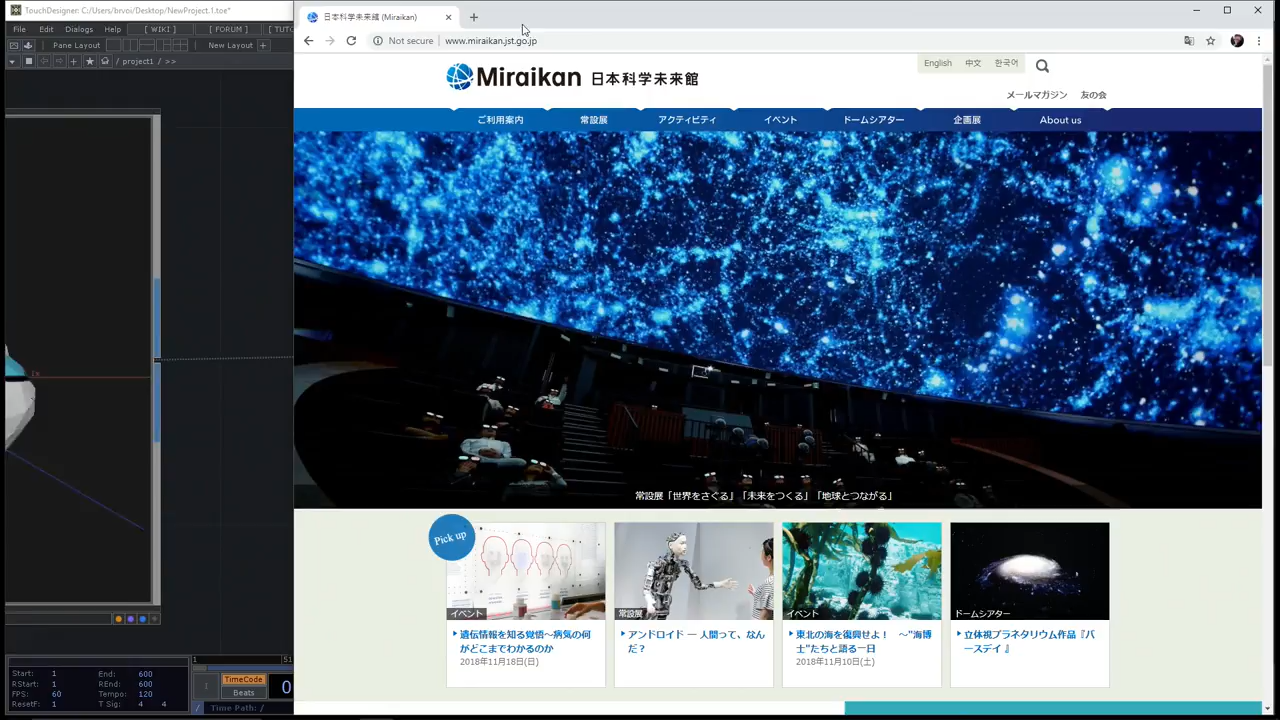 TouchDesigner: C:/Users/brvoi/Desktop/NewProject.1.toe*
File Edit Dialogs Help [ WIKI ] [ FORUM ] [ TUTO
Pane Layout New Layout +
/ project1 / >>
Start: 1 End: 600
RStart: 1 REnd: 600
FPS: 60 Tempo: 120
ResetF: 1 T Sig: 4 4
1 51
TimeCode
Beats
0
/ Time Path: /
日本科学未来館 (Miraikan)
Not secure www.miraikan.jst.go.jp
Miraikan 日本科学未来館
English 中文 한국어
メールマガジン 友の会
ご利用案内 常設展 アクティビティ イベント ドームシアター 企画展 About us
常設展「世界をさぐる」「未来をつくる」「地球とつながる」
Pick up
イベント
遺伝情報を知る覚悟～病気の何
がどこまでわかるのか
2018年11月18日(日)
常設展
アンドロイド ― 人間って、なん
だ？
イベント
東北の海を復興せよ！ ～"海博
士"たちと語る一日
2018年11月10日(土)
ドームシアター
立体視プラネタリウム作品『バ
ースデイ 』